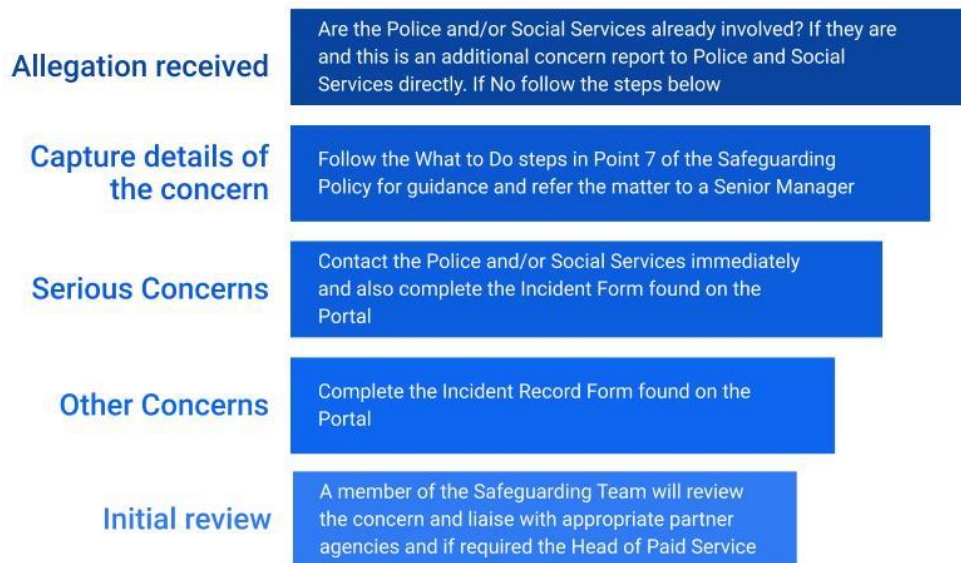 Allegation received
Are the Police and/or Social Services already involved? If they are
and this is an additional concern report to Police and Social
Services directly. If No follow the steps below
Capture details of
the concern
Follow the What to Do steps in Point 7 of the Safeguarding
Policy for guidance and refer the matter to a Senior Manager
Serious Concerns
Contact the Police and/or Social Services immediately
and also complete the Incident Form found on the
Portal
Other Concerns
Complete the Incident Record Form found on the
Portal
Initial review
A member of the Safeguarding Team will review
the concern and liaise with appropriate partner
agencies and if required the Head of Paid Service